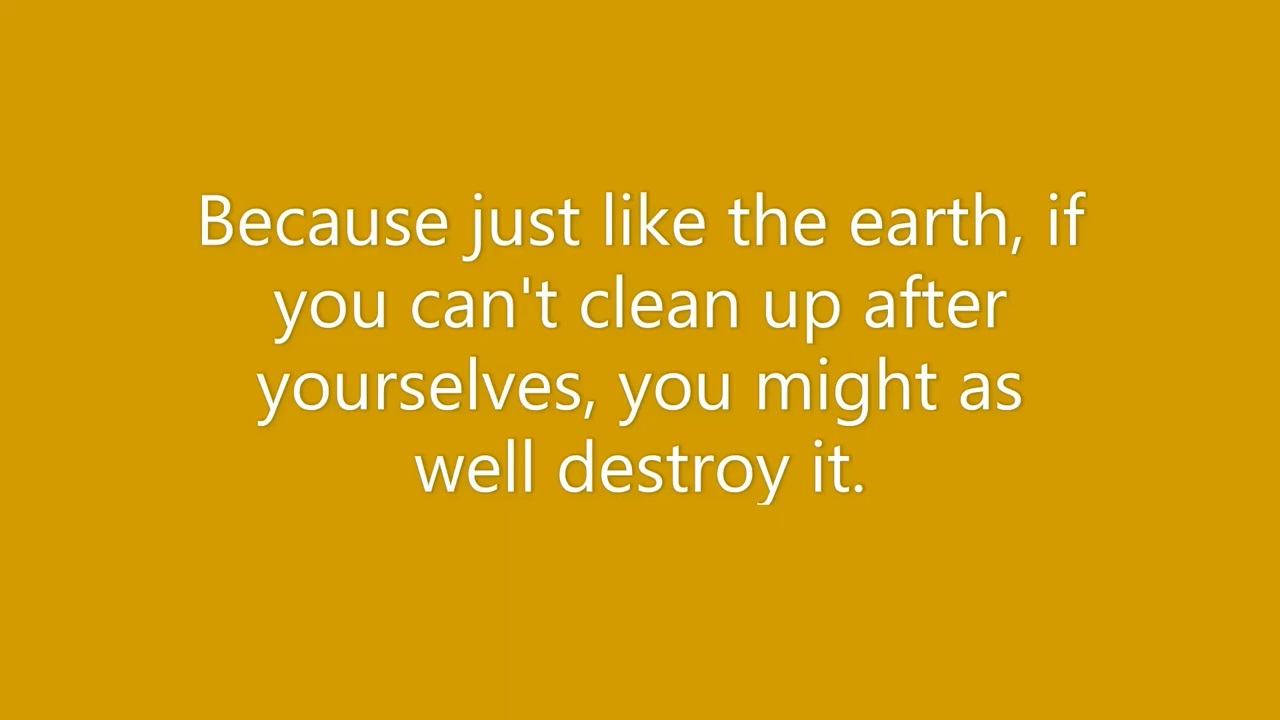 Because just like the earth, if
you can't clean up after
yourselves, you might as
well destroy it.